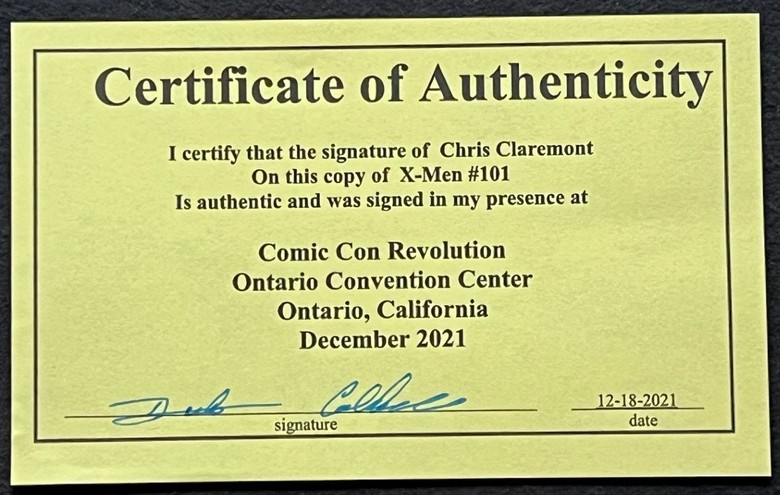 Certificate of Authenticity
I certify that the signature of Chris Claremont
On this copy of X-Men #101
Is authentic and was signed in my presence at
Comic Con Revolution
Ontario Convention Center
Ontario, California
December 2021
12-18-2021
signature
date